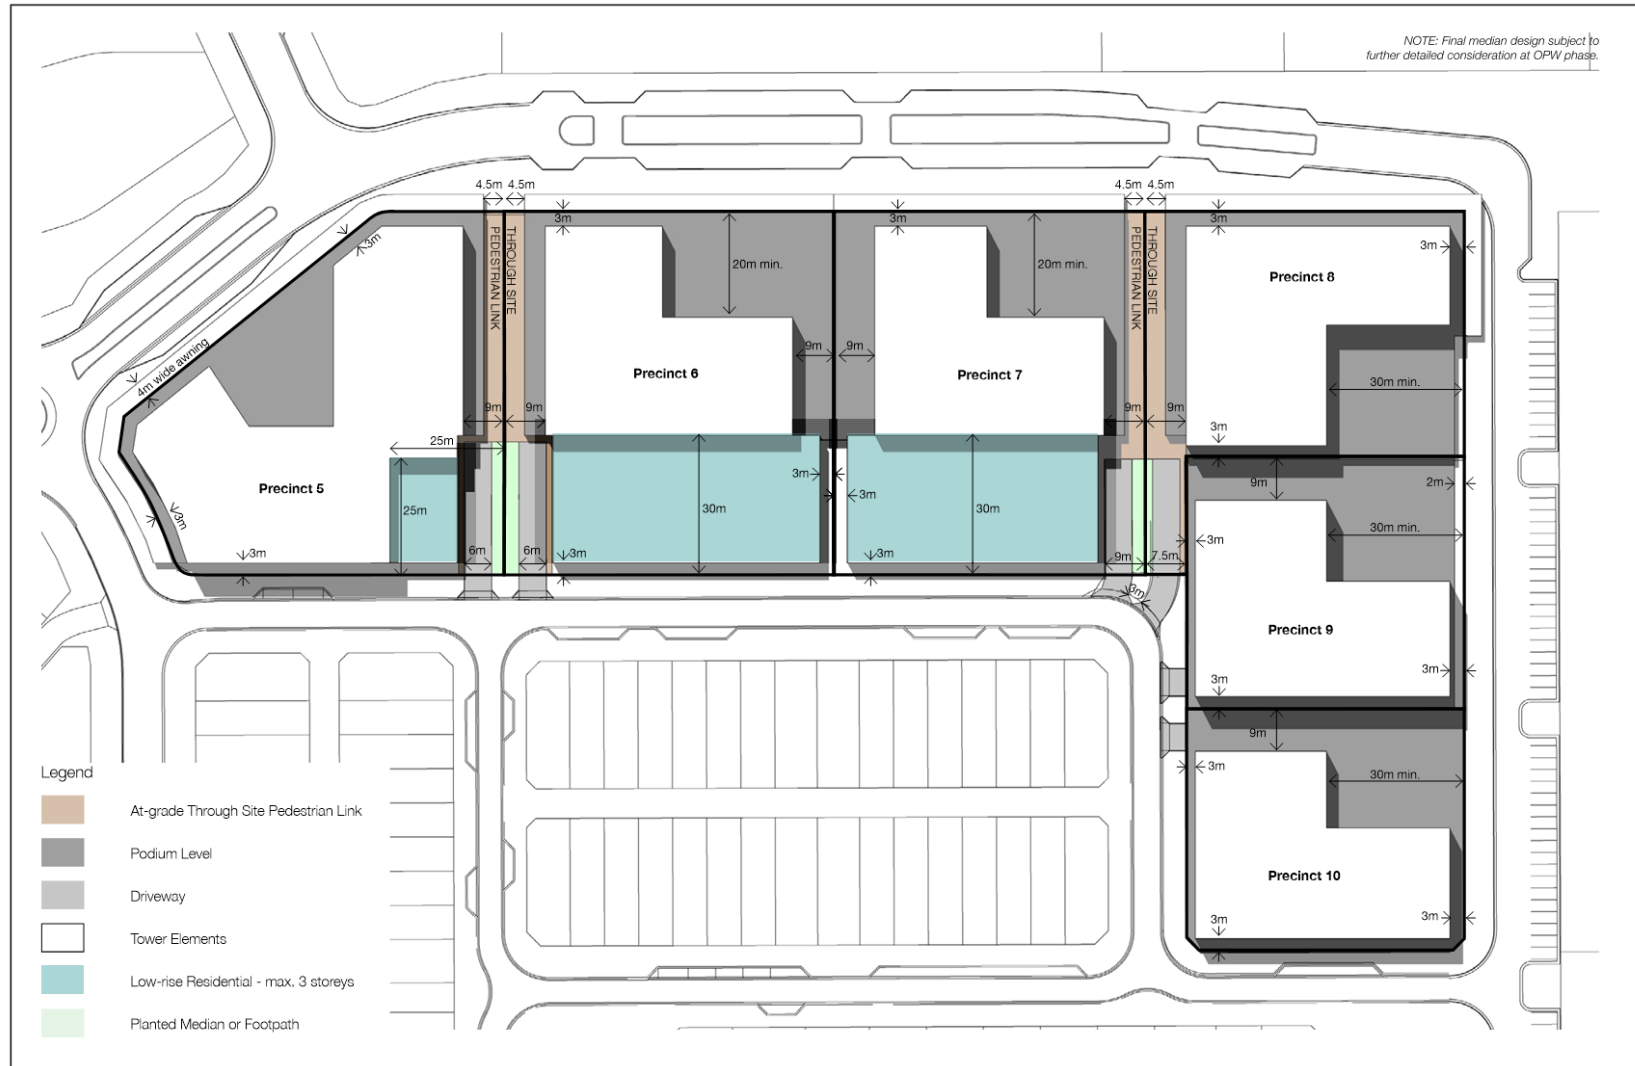 NOTE: Final median design subject to
further detailed consideration at OPW phase.
4.5m 4.5m
4.5m 4.5m
3m
3m
3m
3m
3m
PEDESTRIAN LINK
THROUGH SITE
PEDESTRIAN LINK
THROUGH SITE
20m min.
20m min.
Precinct 8
4m wide awning
9m
9m
Precinct 6
Precinct 7
30m min.
9m
9m
9m
9m
25m
3m
Precinct 5
3m
3m
9m
2m
25m
30m
30m
3m
30m min.
3m
6m
6m
3m
3m
9m
7.5m
3m
3m
Precinct 9
3m
3m
9m
3m
30m min.
Precinct 10
3m
3m
Legend
At-grade Through Site Pedestrian Link
Podium Level
Driveway
Tower Elements
Low-rise Residential - max. 3 storeys
Planted Median or Footpath